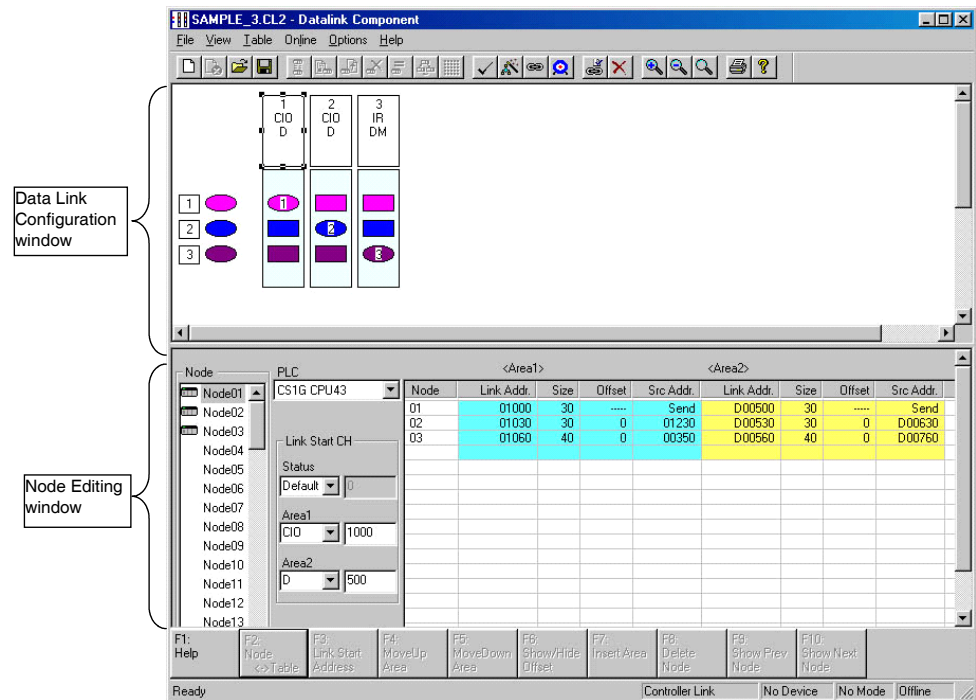 SAMPLE_3.CL2 - Datalink Component
File View Table Online Options Help
1 2 3
CIO CIO IR
D D DM
Data Link
Configuration
window
1 1
2 2
3 3
Node Editing
window
<Area1> <Area2>
Node PLC
CS1G CPU43
Node01
Node02
Node03
Node04
Node05
Node06
Node07
Node08
Node09
Node10
Node11
Node12
Node13
Link Start CH
Status
Default 0
Area1
CIO 1000
Area2
D 500
Node Link Addr. Size Offset Src Addr. Link Addr. Size Offset Src Addr.
01 01000 30 ----- Send D00500 30 ----- Send
02 01030 30 0 01230 D00530 30 0 D00630
03 01060 40 0 00350 D00560 40 0 D00760
F1:
Help
F2:
Node
<>Table
F3:
Link Start
Address
F4:
MoveUp
Area
F5:
MoveDown
Area
F6:
Show/Hide
Offset
F7:
Insert Area
F8:
Delete
Node
F9:
Show Prev
Node
F10:
Show Next
Node
Ready Controller Link No Device No Mode Offline